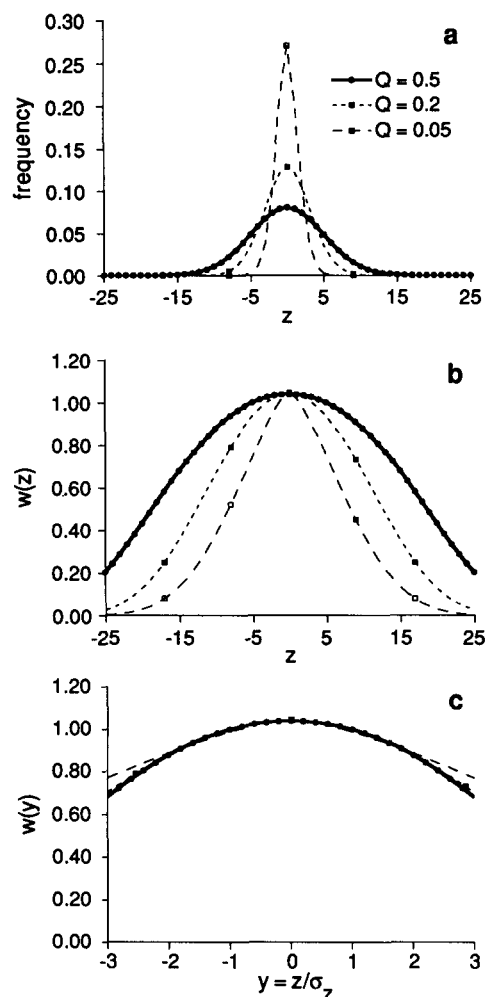 a
0.30
0.25
0.20
0.15
0.10
0.05
0.00
frequency
Q = 0.5
Q = 0.2
Q = 0.05
-25 -15 -5 5 15 25
z
b
1.20
1.00
0.80
0.60
0.40
0.20
0.00
w(z)
-25 -15 -5 5 15 25
z
c
1.20
1.00
0.80
0.60
0.40
0.20
0.00
w(y)
-3 -2 -1 0 1 2 3
y = z/σz